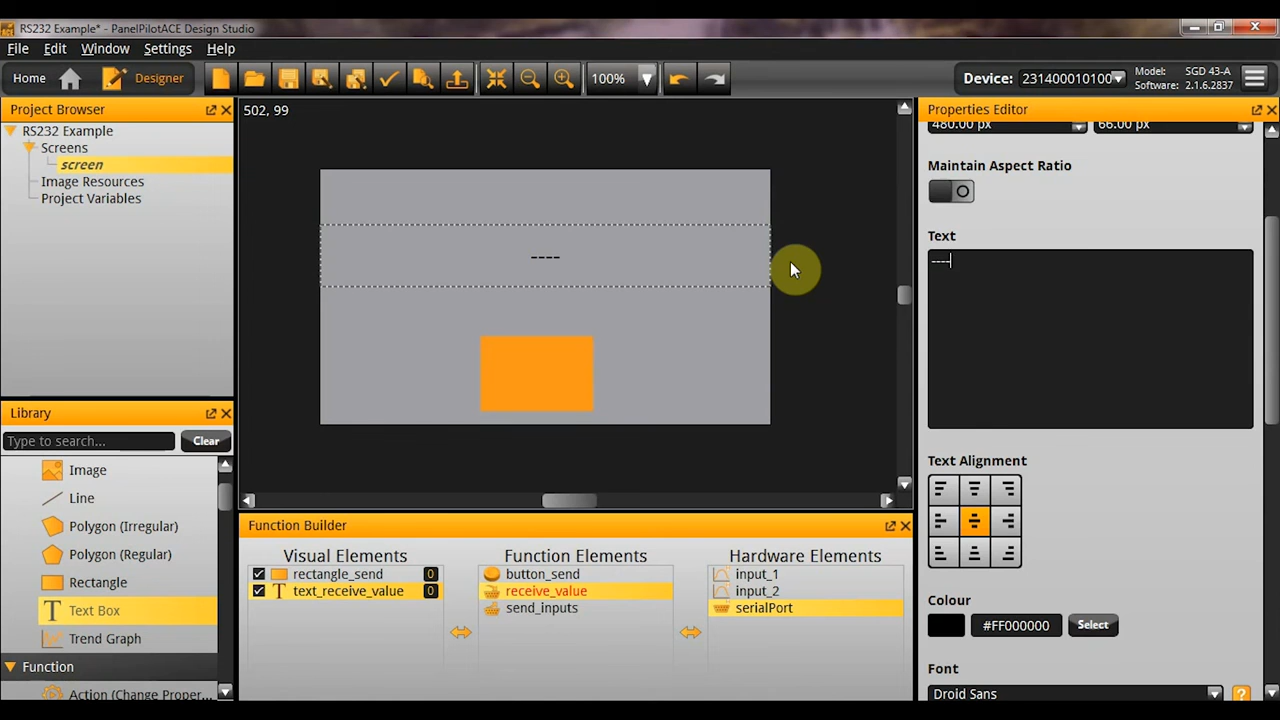 RS232 Example* - PanelPilotACE Design Studio
File Edit Window Settings Help
Home Designer 100% Device: 231400010100 Model: SGD 43-A
Software: 2.1.6.2837
Project Browser
RS232 Example
Screens
screen
Image Resources
Project Variables
Library
Type to search... Clear
Image
Line
Polygon (Irregular)
Polygon (Regular)
Rectangle
Text Box
Trend Graph
Function
Action (Change Proper...
502, 99
----
Function Builder
Visual Elements Function Elements Hardware Elements
rectangle_send 0 button_send input_1
text_receive_value 0 receive_value input_2
send_inputs serialPort
Properties Editor
480.00 px 66.00 px
Maintain Aspect Ratio
Text
----
Text Alignment
Colour
#FF000000 Select
Font
Droid Sans ?